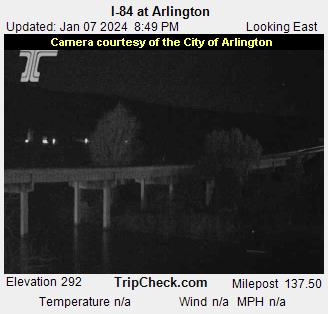 I-84 at Arlington
Updated: Jan 07 2024 8:49 PM Looking East
Camera courtesy of the City of Arlington
Elevation 292 TripCheck.com Milepost 137.50
Temperature n/a Wind n/a MPH n/a